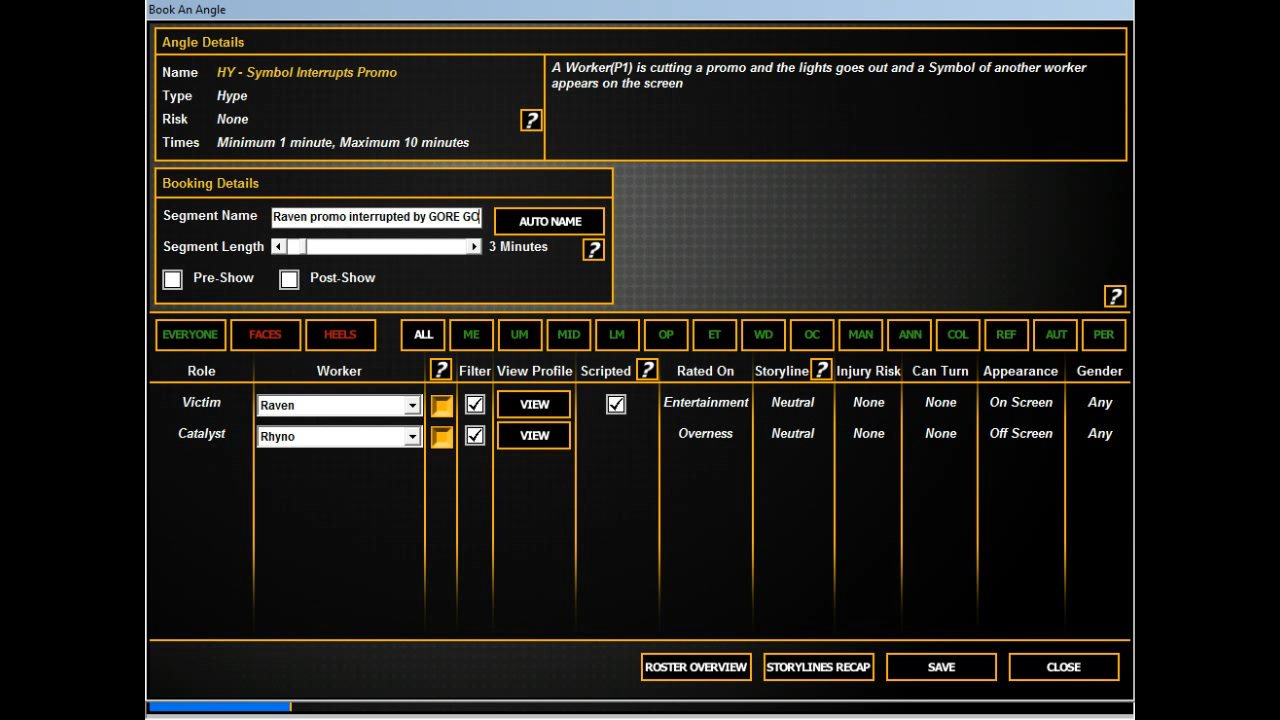 Book An Angle
Angle Details
Name HY - Symbol Interrupts Promo
Type Hype
Risk None
Times Minimum 1 minute, Maximum 10 minutes
?
A Worker(P1) is cutting a promo and the lights goes out and a Symbol of another worker
appears on the screen
Booking Details
Segment Name Raven promo interrupted by GORE GO AUTO NAME
Segment Length 3 Minutes ?
Pre-Show Post-Show
?
EVERYONE FACES HEELS ALL ME UM MID LM OP ET WD OC MAN ANN COL REF AUT PER
Role Worker ? Filter View Profile Scripted ? Rated On Storyline ? Injury Risk Can Turn Appearance Gender
Victim Raven VIEW Entertainment Neutral None None On Screen Any
Catalyst Rhyno VIEW Overness Neutral None None Off Screen Any
ROSTER OVERVIEW STORYLINES RECAP SAVE CLOSE